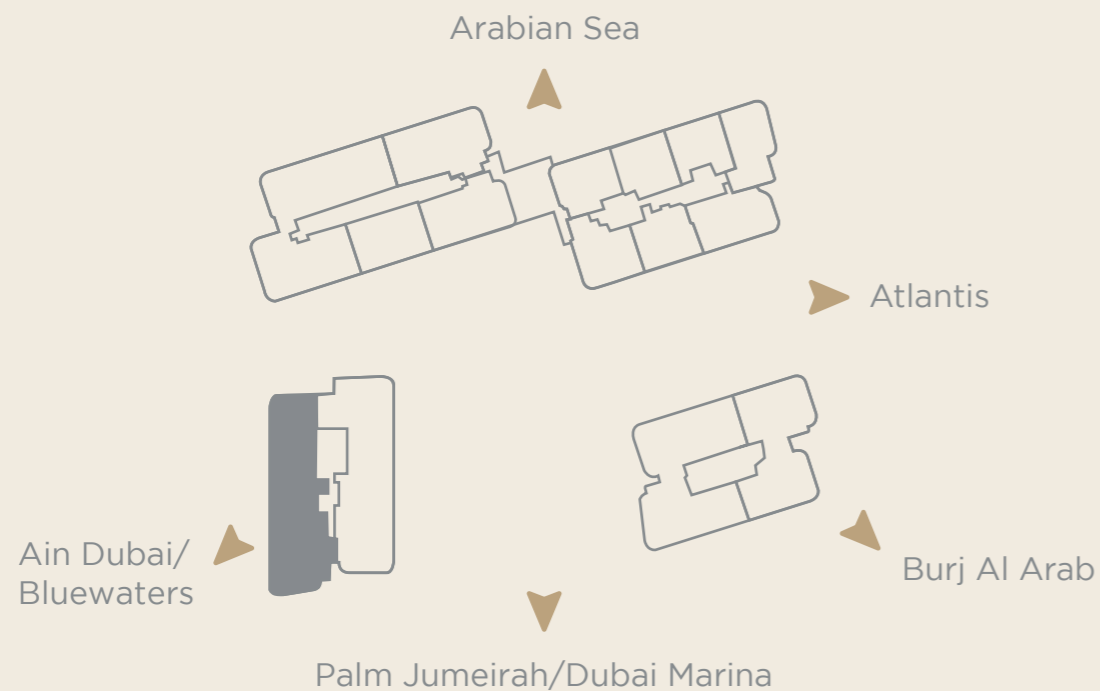 Arabian Sea
Atlantis
Ain Dubai/
Bluewaters
Burj Al Arab
Palm Jumeirah/Dubai Marina